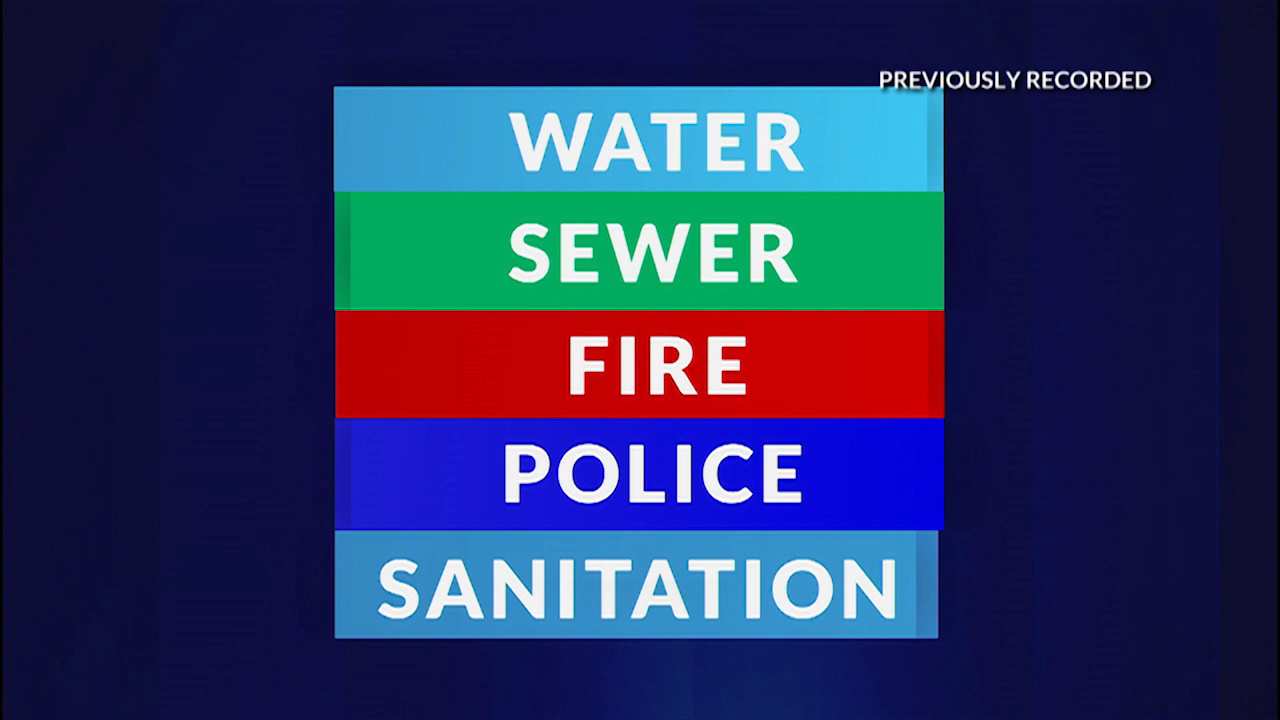 PREVIOUSLY RECORDED
WATER
SEWER
FIRE
POLICE
SANITATION